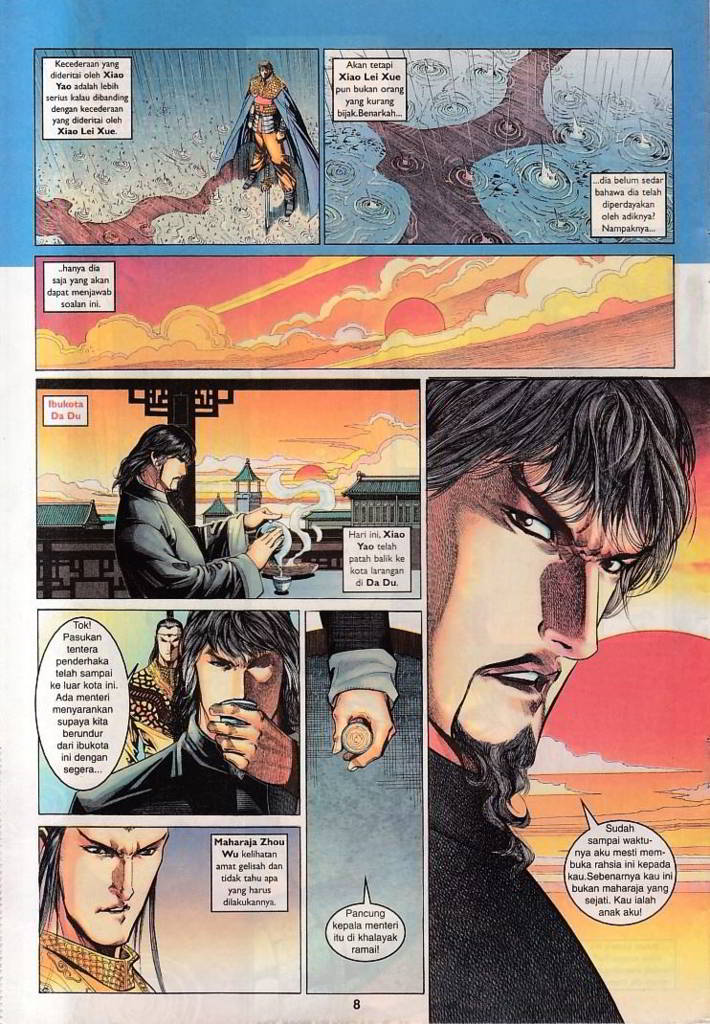 Kecederaan yang
dideritai oleh Xiao
Yao adalah lebih
serius kalau dibanding
dengan kecederaan
yang dideritai oleh
Xiao Lei Xue.
Akan tetapi
Xiao Lei Xue
pun bukan orang
yang kurang
bijak.Benarkah...
...dia belum sedar
bahawa dia telah
diperdayakan
oleh adiknya?
Nampaknya...
..hanya dia
saja yang akan
dapat menjawab
soalan ini.
Ibukota
Da Du
Hari ini, Xiao
Yao telah
patah balik ke
kota larangan
di Da Du.
Tok!
Pasukan
tentera
penderhaka
telah sampai
ke luar kota ini.
Ada menteri
menyarankan
supaya kita
berundur
dari ibukota
ini dengan
segera...
Pancung
kepala menteri
itu di khalayak
ramai!
Maharaja Zhou
Wu kelihatan
amat gelisah dan
tidak tahu apa
yang harus
dilakukannya.
Sudah
sampai waktu-
nya aku mesti mem-
buka rahsia ini kepada
kau.Sebenarnya kau ini
bukan maharaja yang
sejati. Kau ialah
anak aku!
8